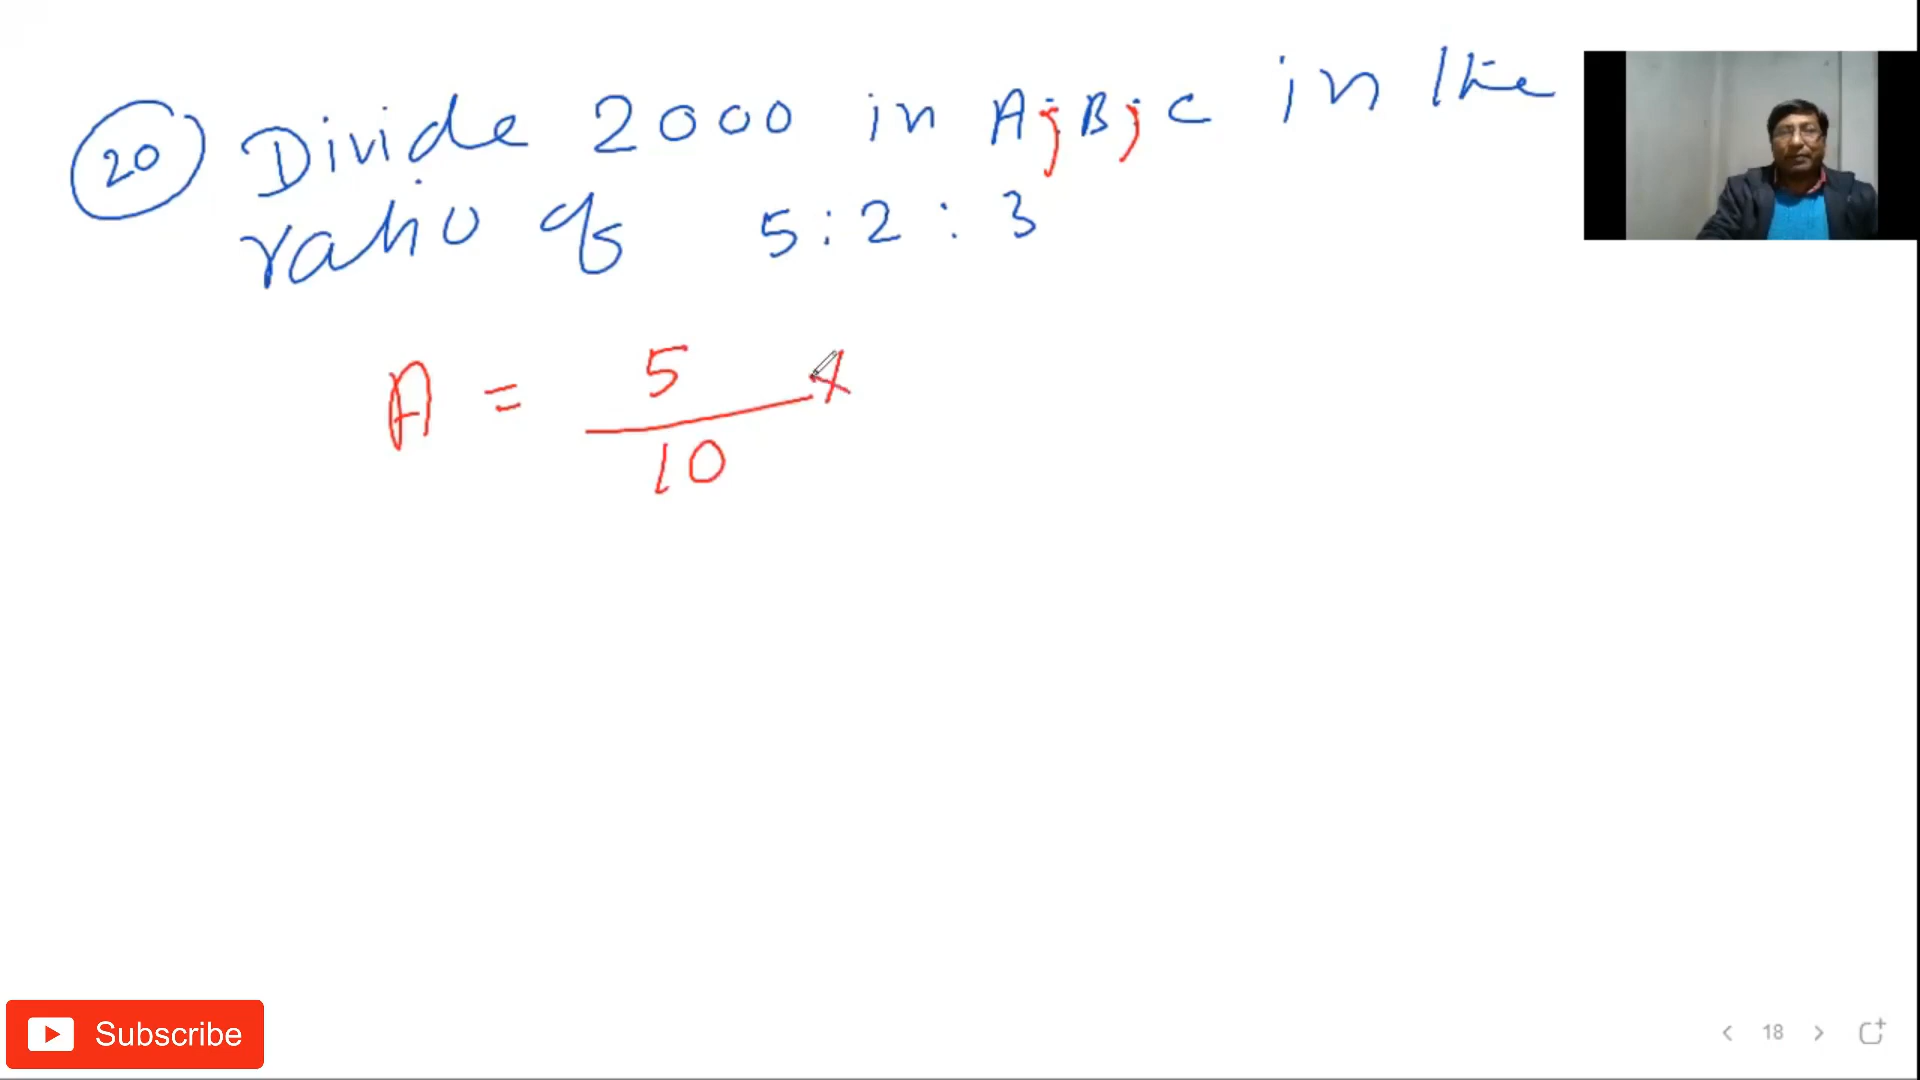 20 Divide 2000 in A, B, C in the
ratio of 5 : 2 : 3
A = 5 ×
10
Subscribe
< 18 >